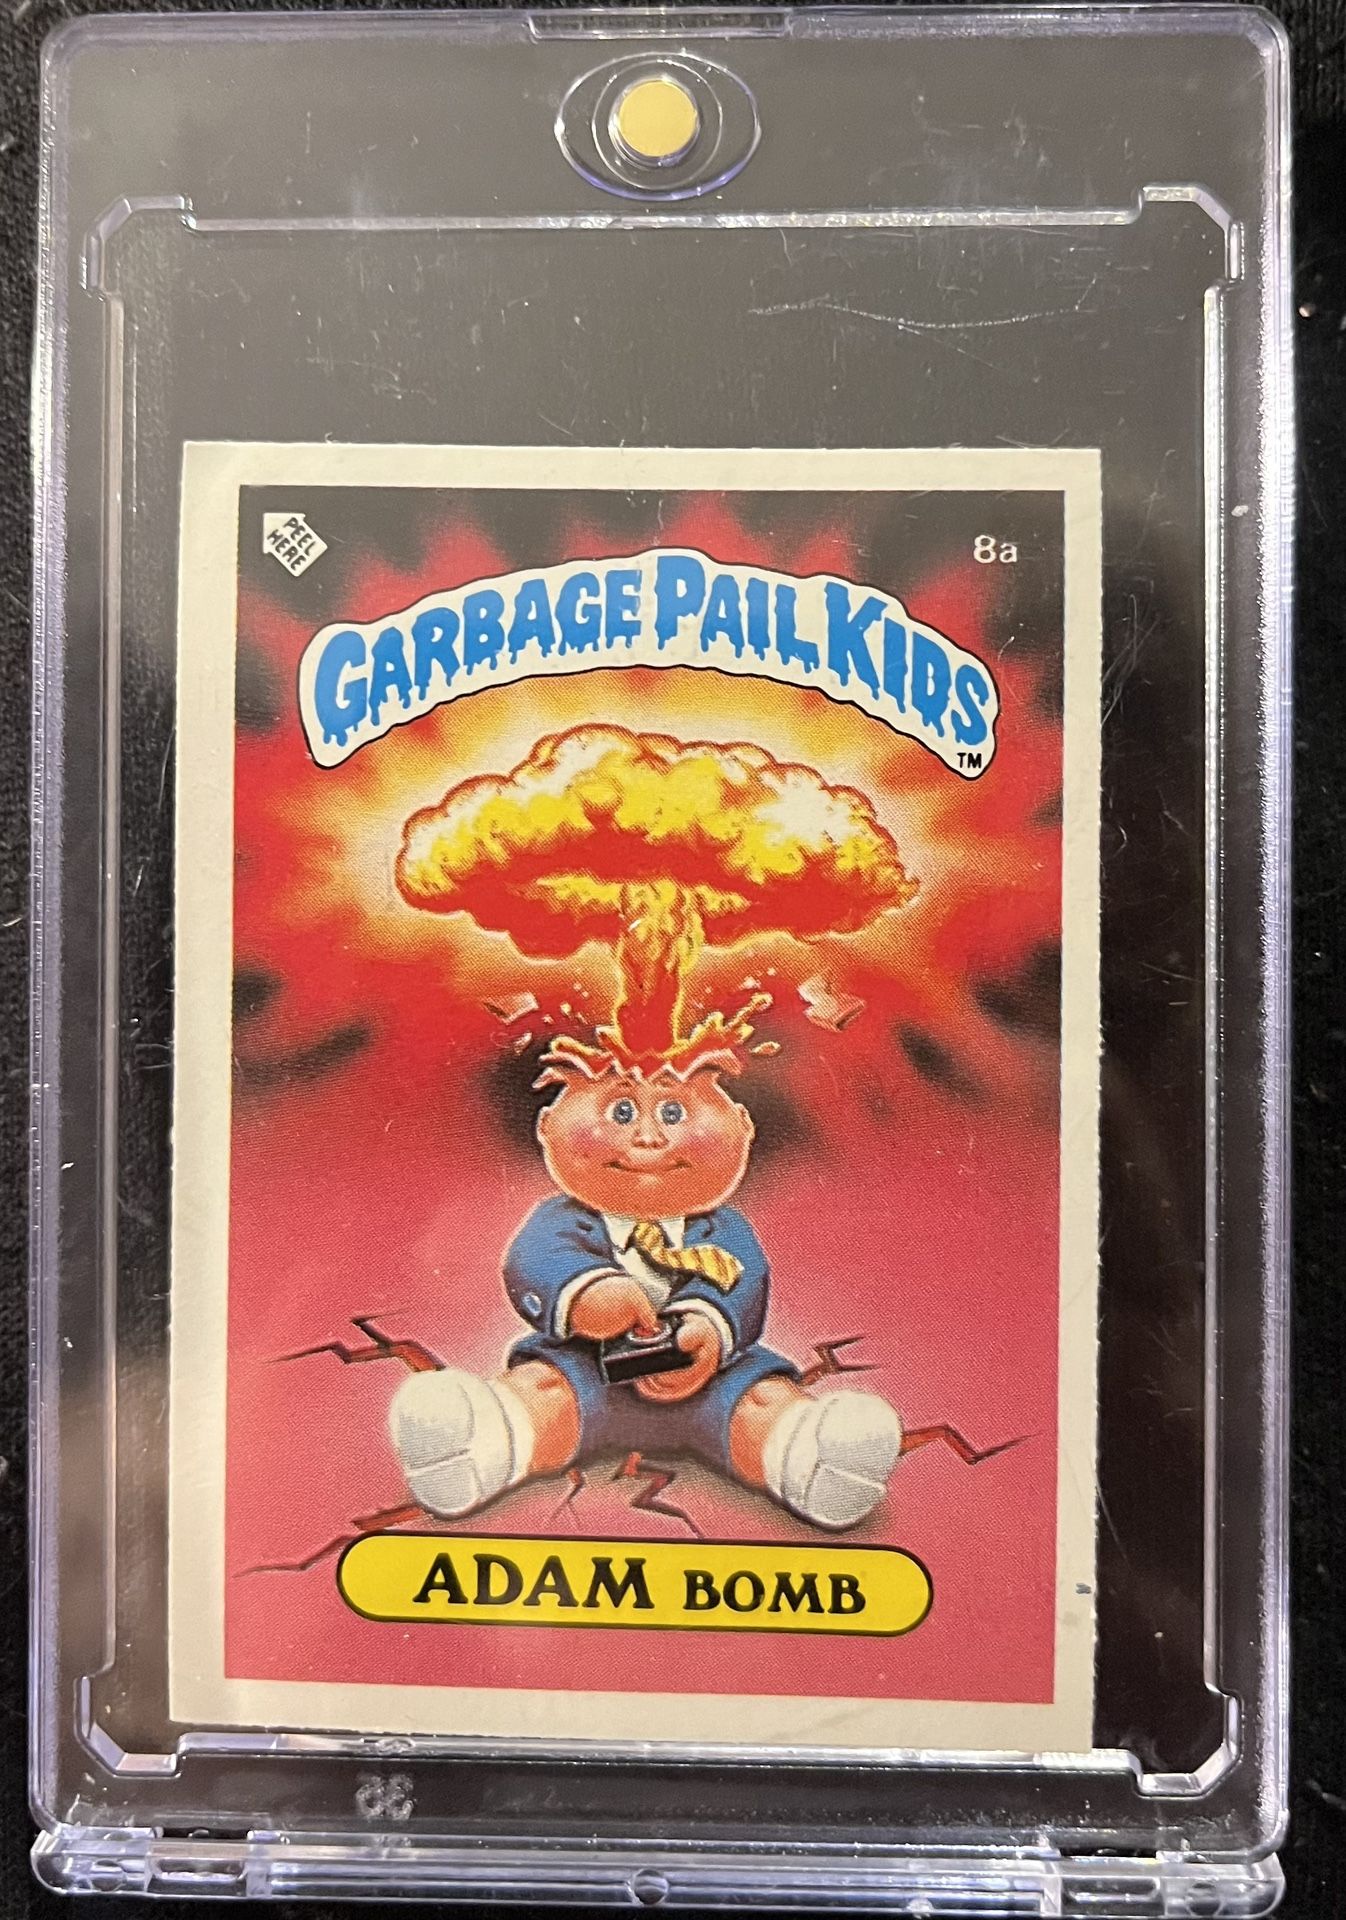 PEEL
HERE
8a
GARBAGE PAIL KIDS
TM
ADAM BOMB